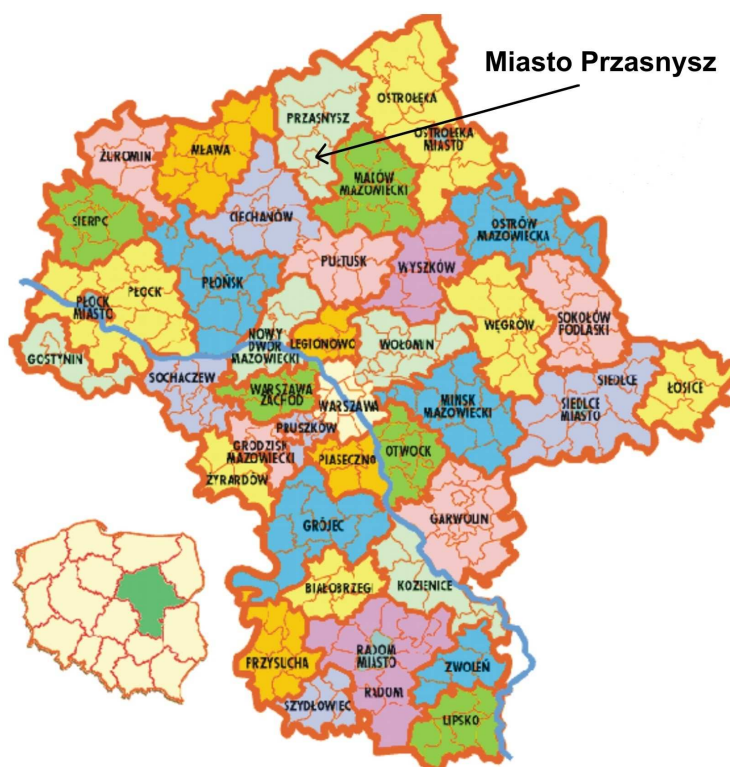 Miasto Przasnysz
OSTROŁĘKA
PRZASNYSZ
OSTROŁĘKA
MIASTO
ŻUROMIN
MŁAWA
MAKÓW
MAZOWIECKI
SIERPC
CIECHANÓW
OSTRÓW
MAZOWIECKA
PUŁTUSK
WYSZKÓW
PŁOŃSK
PŁOCK
PŁOCK
MIASTO
SOKOŁÓW
PODLASKI
WĘGRÓW
GOSTYNIN
NOWY
DWÓR
MAZOWIECKI
LEGIONOWO
WOŁOMIN
SOCHACZEW
WARSZAWA
ZACHÓD
WARSZAWA
MIŃSK
MAZOWIECKI
SIEDLCE
SIEDLCE
MIASTO
ŁOSICE
PRUSZKÓW
GRODZISK
MAZOWIECKI
PIASECZNO
OTWOCK
ŻYRARDÓW
GRÓJEC
GARWOLIN
BIAŁOBRZEGI
KOZIENICE
PRZYSUCHA
RADOM
MIASTO
ZWOLEŃ
RADOM
SZYDŁOWIEC
LIPSKO